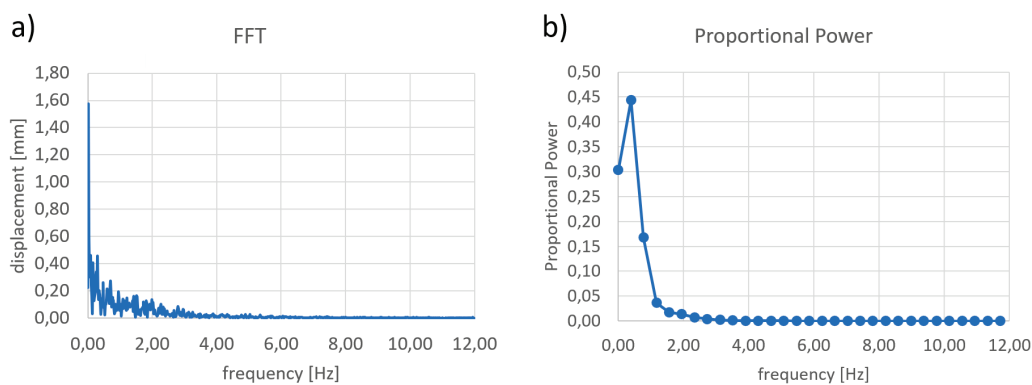 a)
FFT
displacement [mm]
1,80
1,60
1,40
1,20
1,00
0,80
0,60
0,40
0,20
0,00
0,00 2,00 4,00 6,00 8,00 10,00 12,00
frequency [Hz]
b)
Proportional Power
Proportional Power
0,50
0,45
0,40
0,35
0,30
0,25
0,20
0,15
0,10
0,05
0,00
0,00 2,00 4,00 6,00 8,00 10,00 12,00
frequency [Hz]